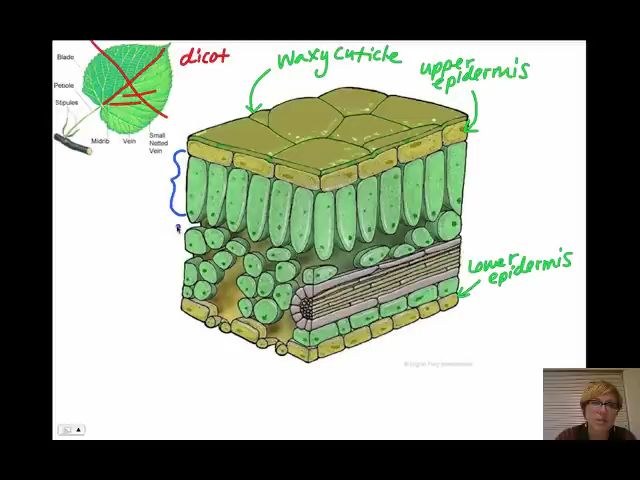 Blade
Petiole
Stipules
Midrib
Vein
Small
Netted
Vein
dicot
waxy cuticle
upper
epidermis
Lower
epidermis